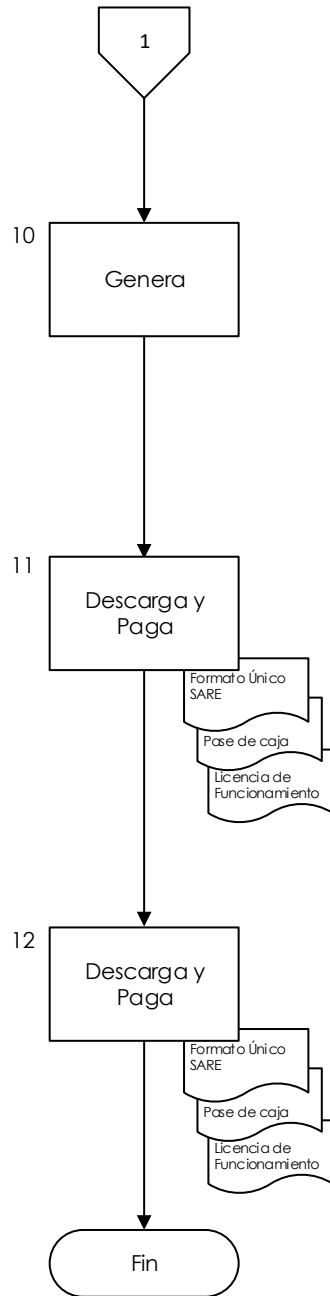 1
10
Genera
11
Descarga y
Paga
Formato Único
SARE
Pase de caja
Licencia de
Funcionamiento
12
Descarga y
Paga
Formato Único
SARE
Pase de caja
Licencia de
Funcionamiento
Fin